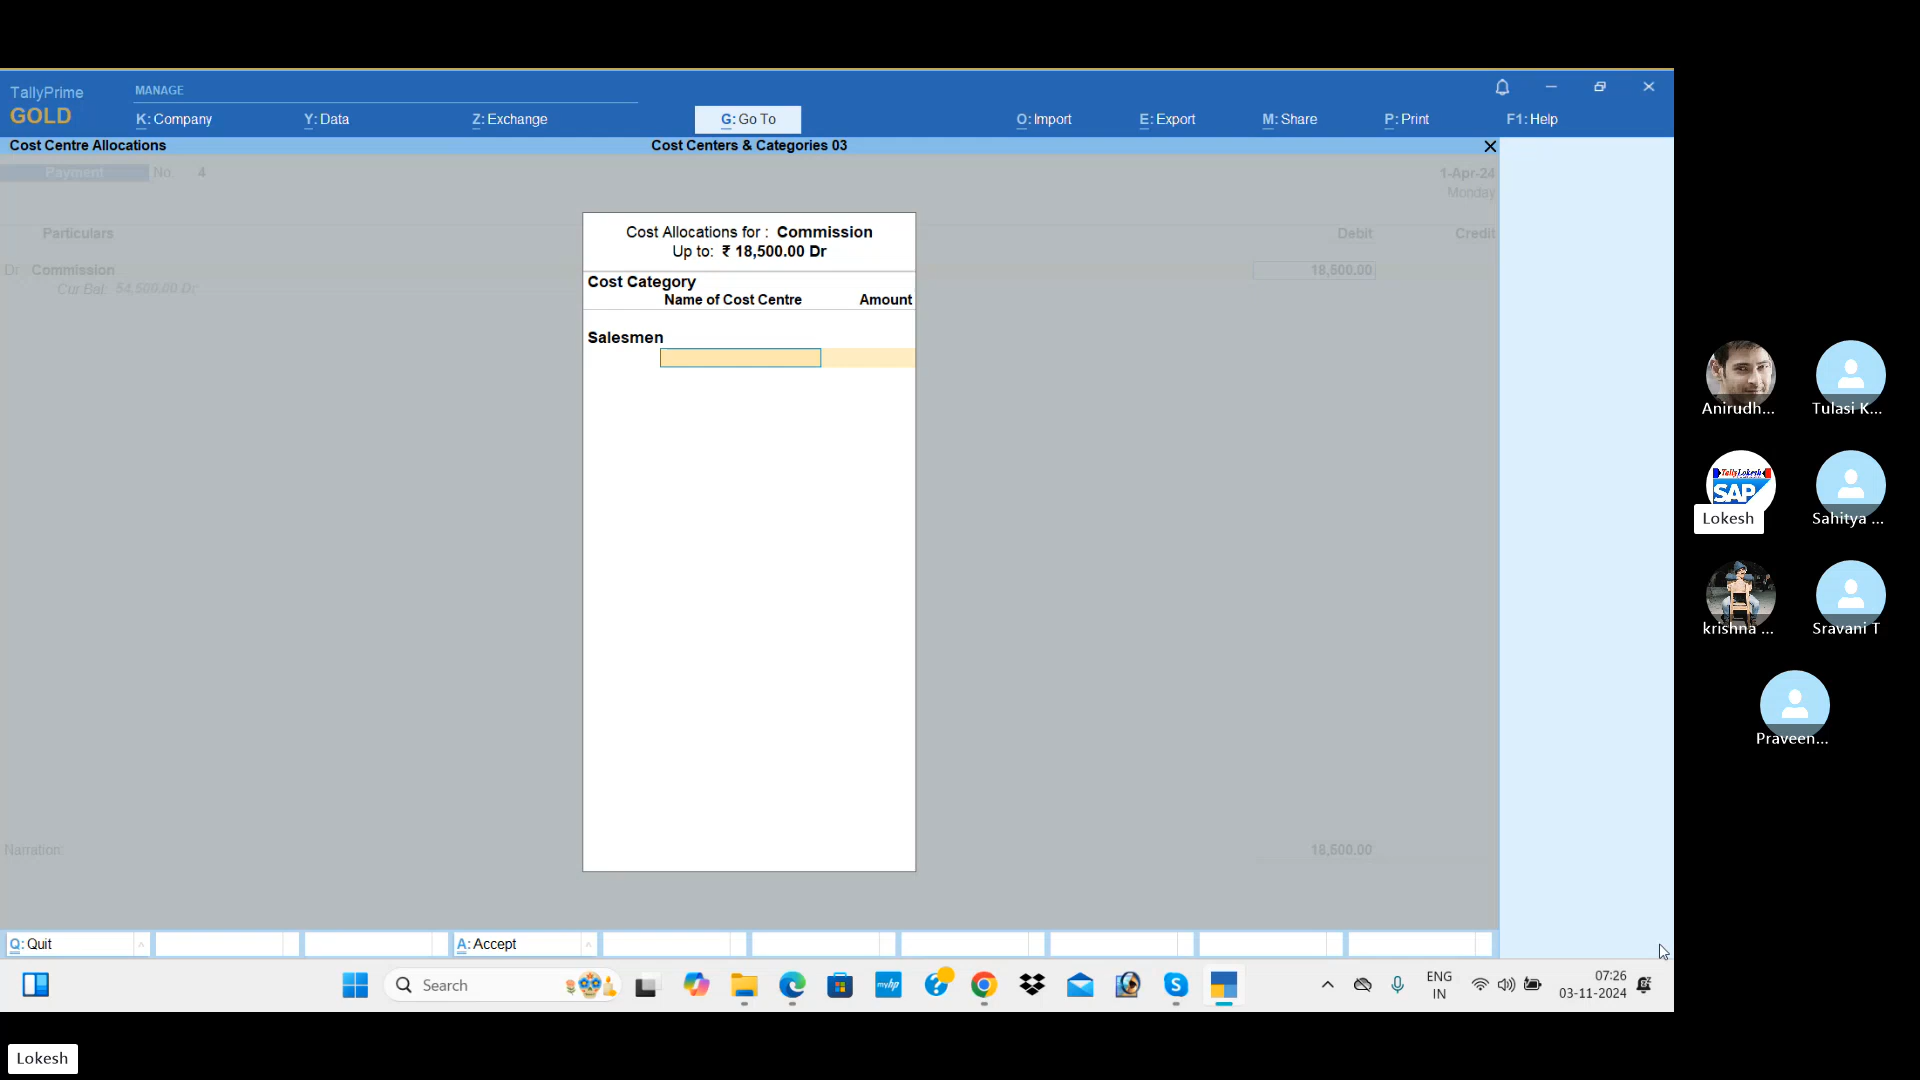 TallyPrime
GOLD
MANAGE
K: Company
Y: Data
Z: Exchange
G: Go To
O: Import
E: Export
M: Share
P: Print
F1: Help
Cost Centre Allocations
Cost Centers & Categories 03
Payment No. 4
1-Apr-24
Monday
Particulars
Debit
Credit
Dr Commission
18,500.00
Cur Bal: 54,500.00 Dr
Cost Allocations for : Commission
Up to: ₹ 18,500.00 Dr
Cost Category
Name of Cost Centre
Amount
Salesmen
Narration:
18,500.00
Q: Quit
A: Accept
Anirudh...
Tulasi K...
TallyLokesh
SAP
Lokesh
Sahitya ...
krishna ...
Sravani T
Praveen...
Search
myhp
ENG
IN
07:26
03-11-2024
Lokesh